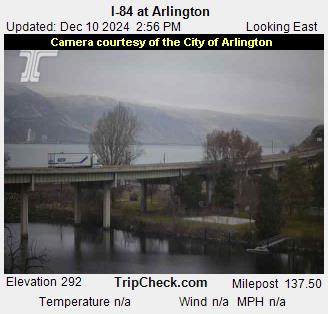 I-84 at Arlington
Updated: Dec 10 2024 2:56 PM Looking East
Camera courtesy of the City of Arlington
Elevation 292 TripCheck.com Milepost 137.50
Temperature n/a Wind n/a MPH n/a